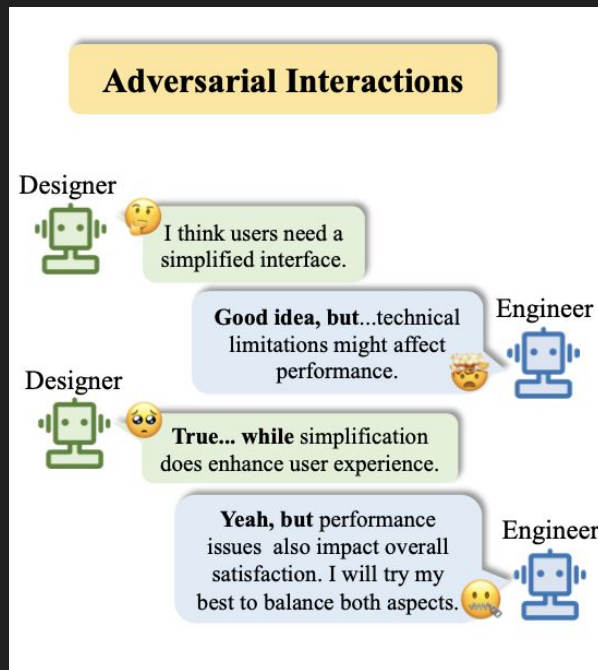 Adversarial Interactions
Designer
I think users need a
simplified interface.
Engineer
Good idea, but...technical
limitations might affect
performance.
Designer
True... while simplification
does enhance user experience.
Engineer
Yeah, but performance
issues also impact overall
satisfaction. I will try my
best to balance both aspects.